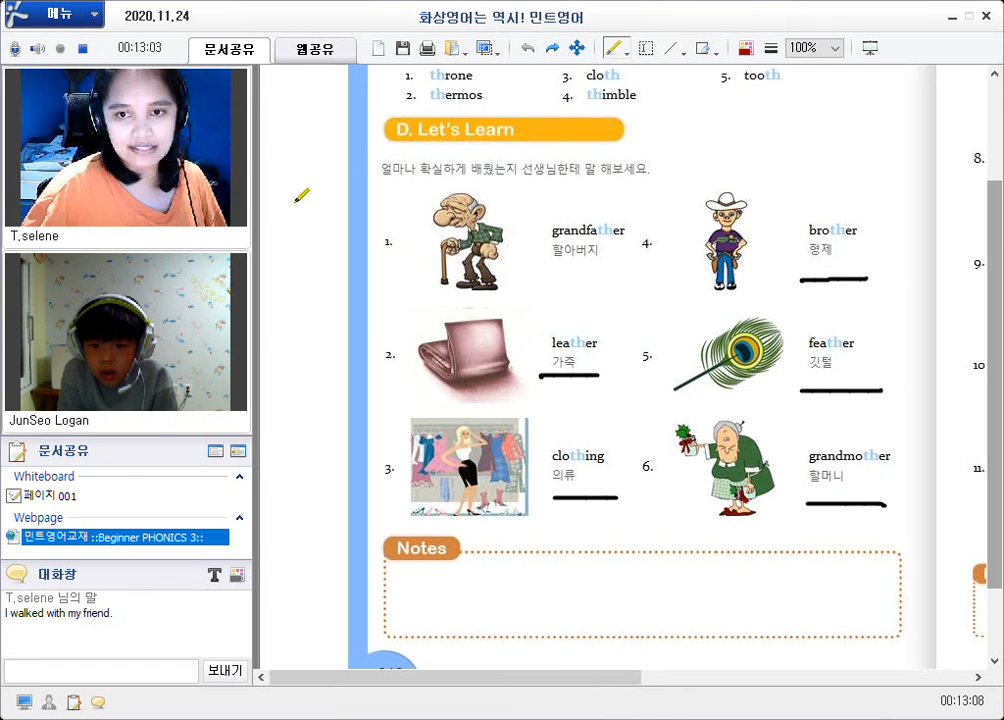 메뉴 2020.11.24 화상영어는 역시! 민트영어
00:13:03 문서공유 웹공유 100%
T.selene
JunSeo Logan
문서공유
Whiteboard
페이지 001
Webpage
민트영어교재 ::Beginner PHONICS 3::
대화창
T.selene 님의 말
I walked with my friend.
보내기
1. throne 3. cloth 5. tooth
2. thermos 4. thimble
D. Let's Learn
얼마나 확실하게 배웠는지 선생님한테 말 해보세요.
1. grandfather 4. brother
할아버지 형제
2. leather 5. feather
가죽 깃털
3. clothing 6. grandmother
의류 할머니
Notes
8.
9.
10
11.
00:13:08